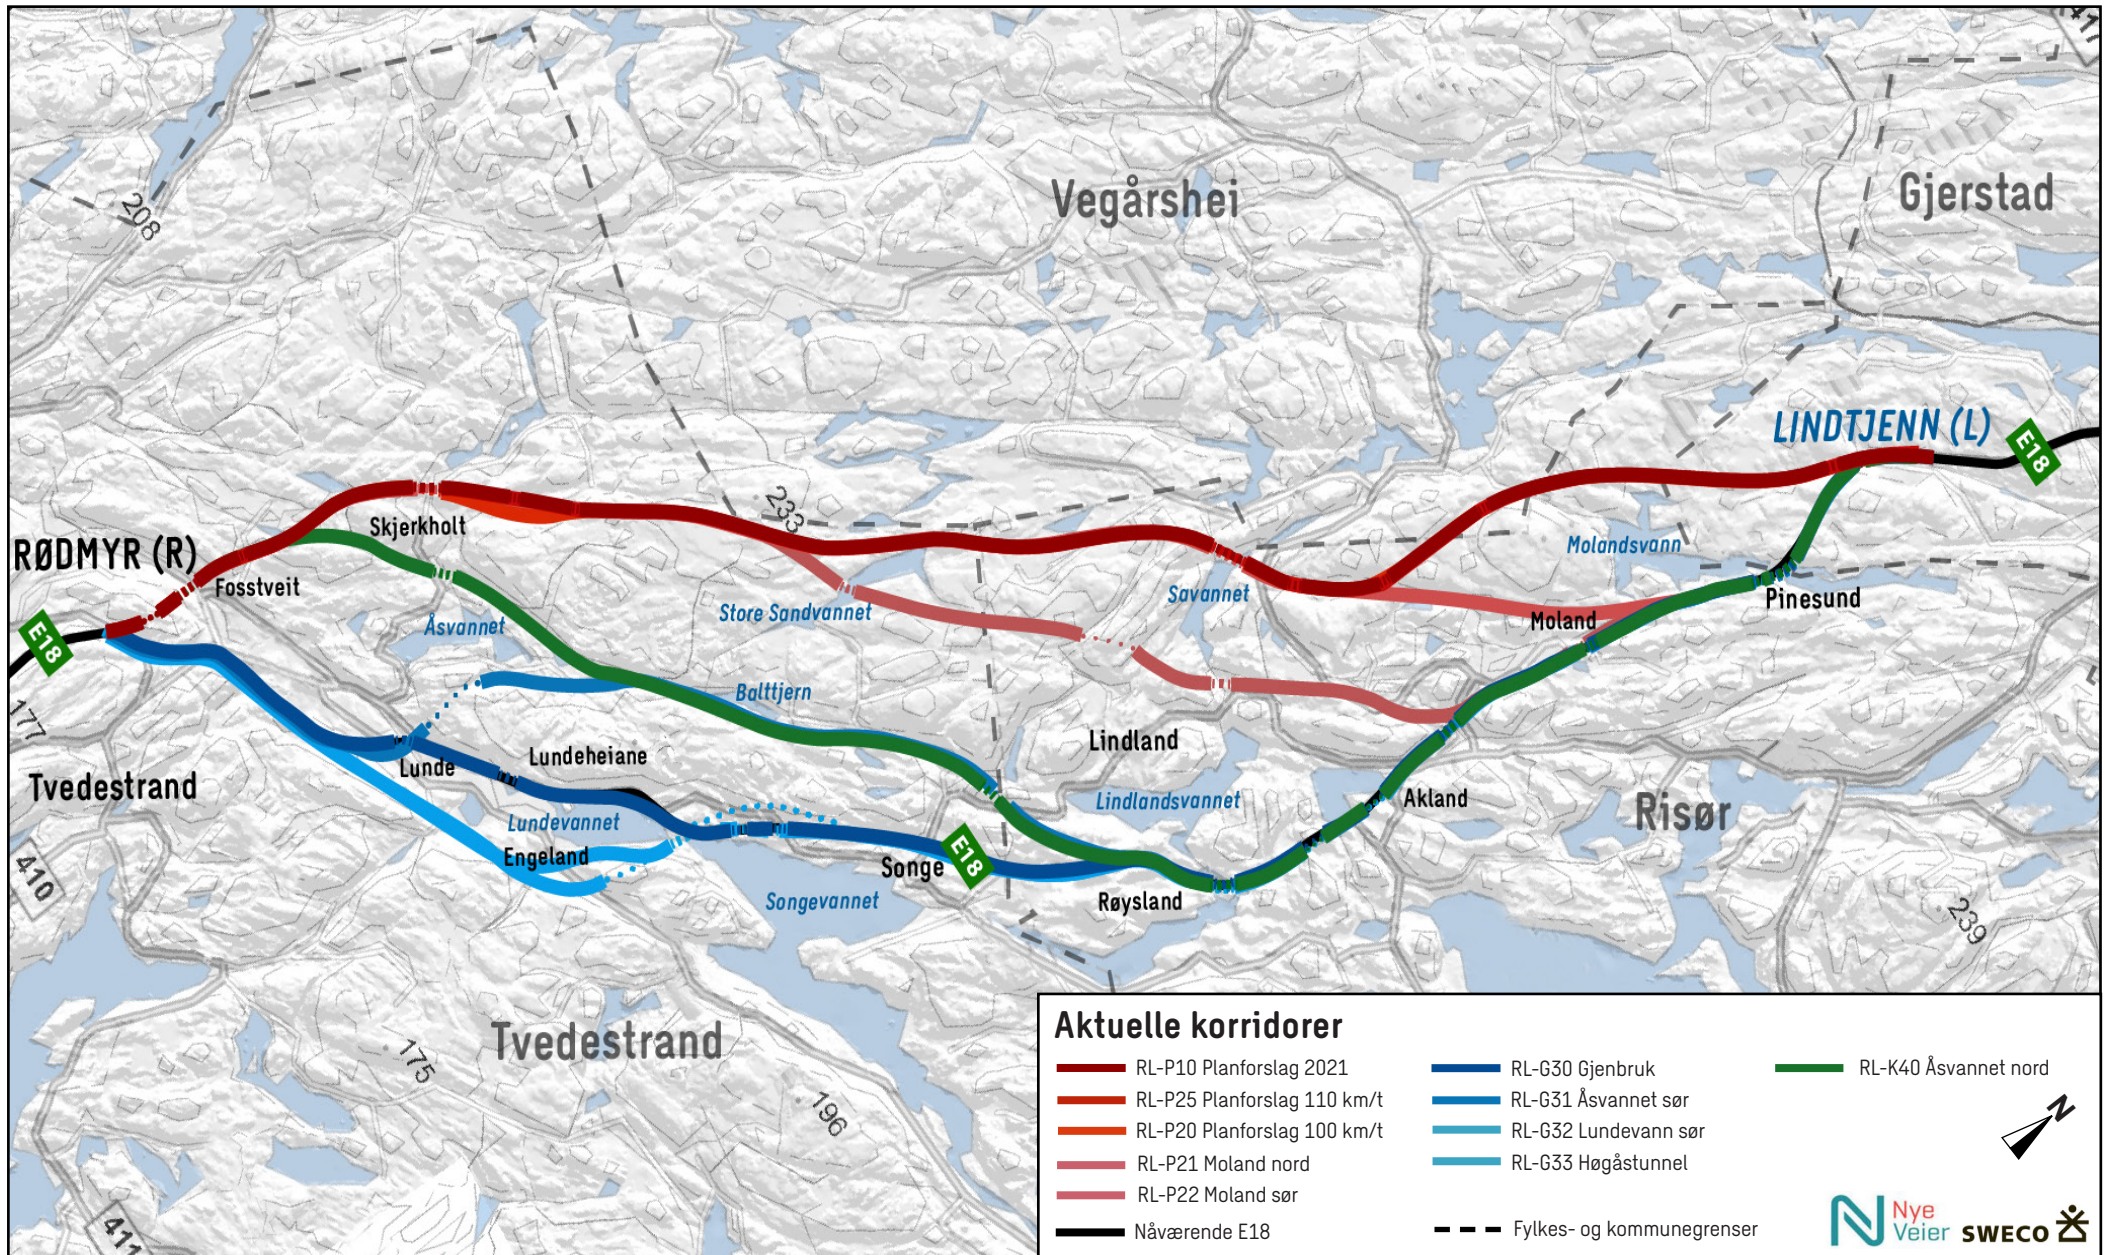 417
208
Vegårshei
Gjerstad
LINDTJENN (L)
E18
233
Skjerkholt
RØDMYR (R)
Fosstveit
Molandsvann
Savannet
Pinesund
Store Sandvannet
Åsvannet
Moland
E18
Balttjern
177
Lindland
Lundeheiane
Lunde
Tvedestrand
Akland
Lindlandsvannet
Risør
Lundevannet
Engeland
Songe
E18
410
Songevannet
Røysland
239
Tvedestrand
175
196
411
Aktuelle korridorer
RL-P10 Planforslag 2021
RL-P25 Planforslag 110 km/t
RL-P20 Planforslag 100 km/t
RL-P21 Moland nord
RL-P22 Moland sør
Nåværende E18
RL-G30 Gjenbruk
RL-G31 Åsvannet sør
RL-G32 Lundevann sør
RL-G33 Høgåstunnel
Fylkes- og kommunegrenser
RL-K40 Åsvannet nord
N
Nye
Veier
SWECO